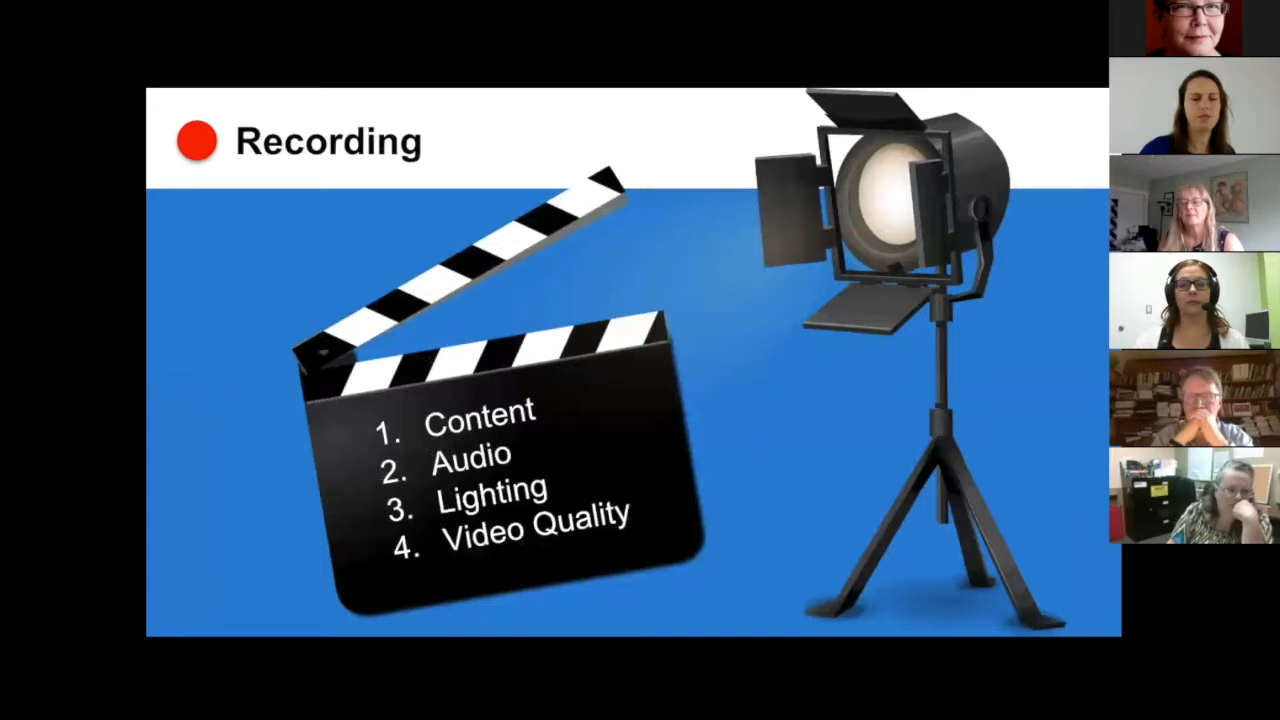 Recording
1. Content
2. Audio
3. Lighting
4. Video Quality